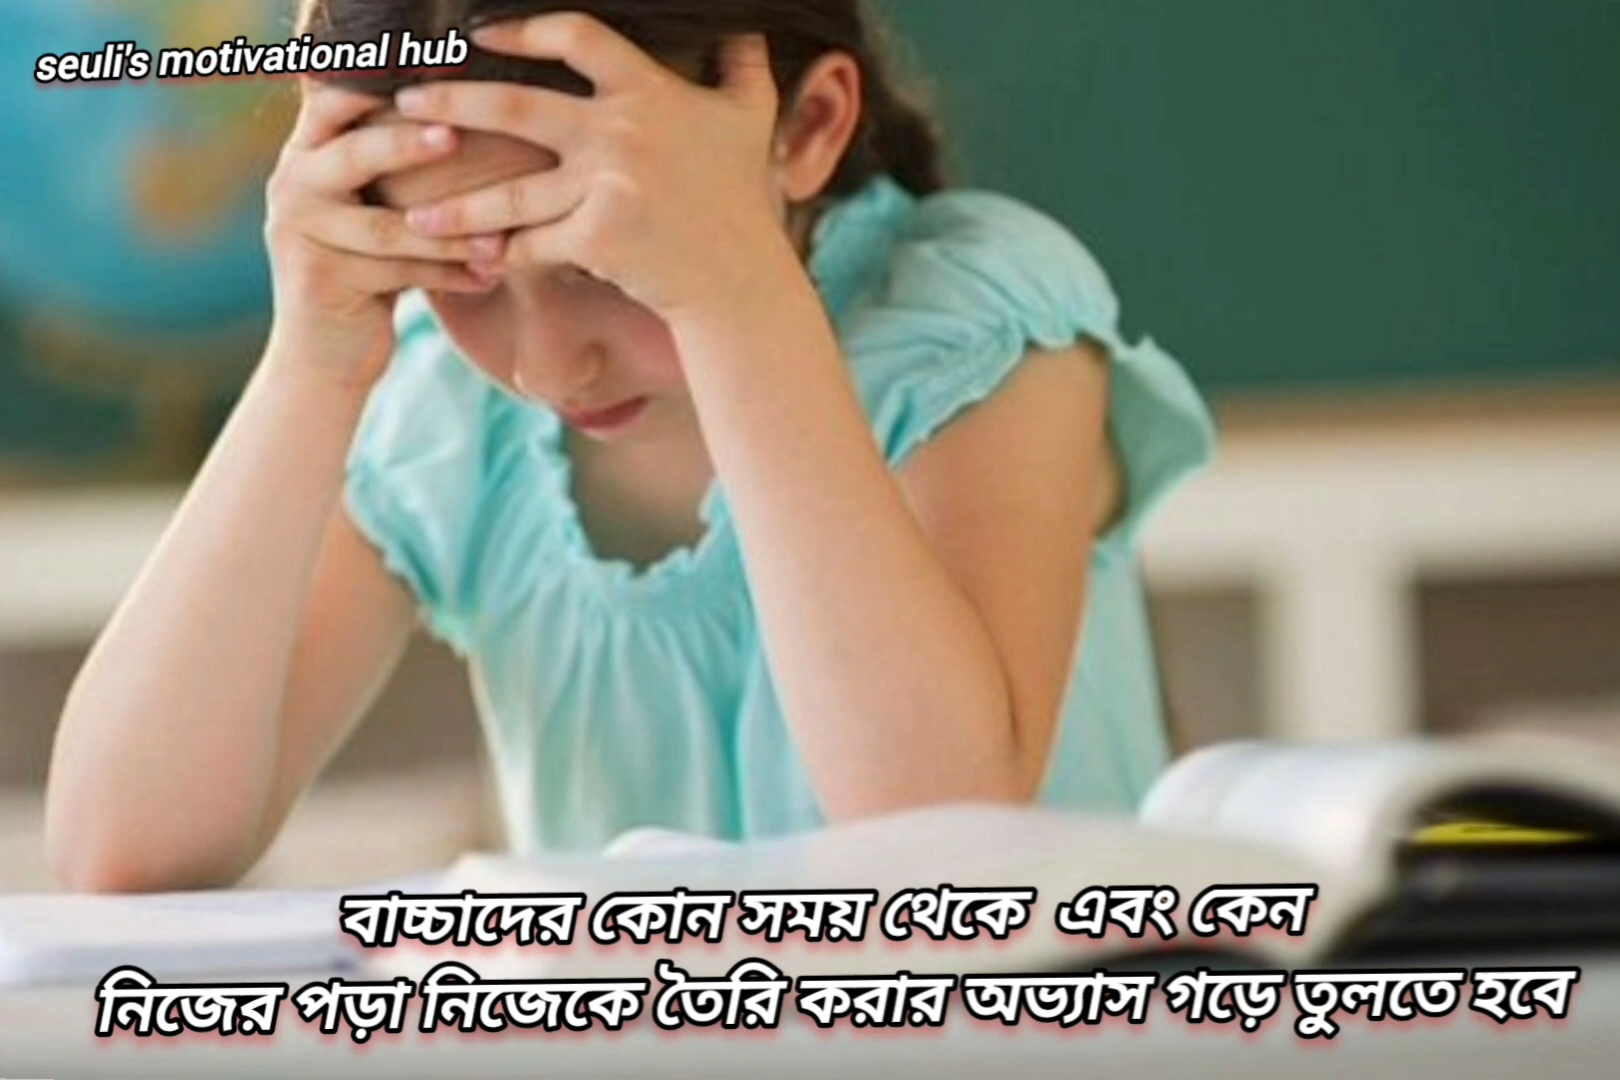 seuli's motivational hub
বাচ্চাদের কোন সময় থেকে এবং কেন
নিজের পড়া নিজেকে তৈরি করার অভ্যাস গড়ে তুলতে হবে